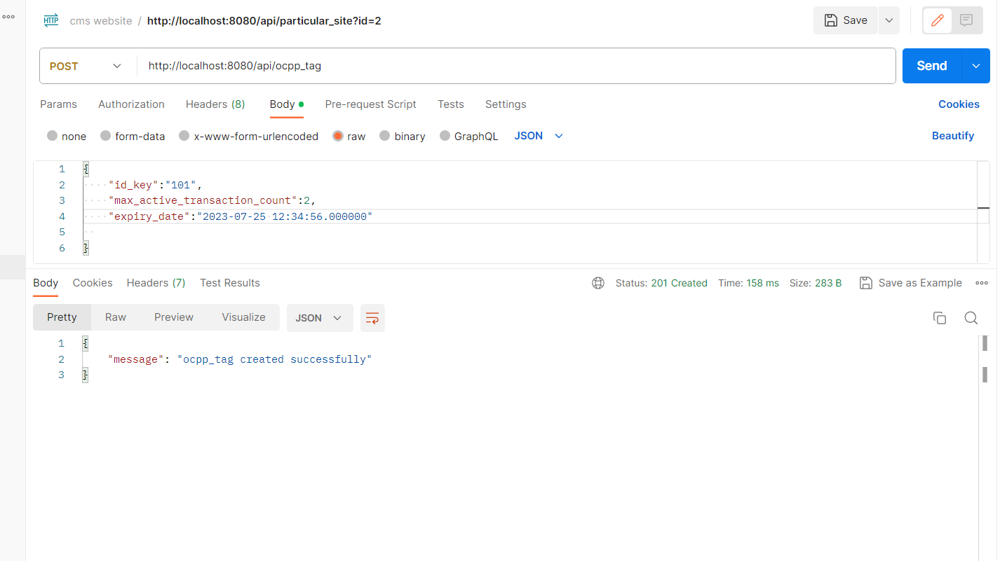 HTTP cms website / http://localhost:8080/api/particular_site?id=2 Save
POST http://localhost:8080/api/ocpp_tag Send
Params Authorization Headers (8) Body Pre-request Script Tests Settings Cookies
none form-data x-www-form-urlencoded raw binary GraphQL JSON Beautify
1 {
2 "id_key":"101",
3 "max_active_transaction_count":2,
4 "expiry_date":"2023-07-25 12:34:56.000000"
5
6 }
Body Cookies Headers (7) Test Results Status: 201 Created Time: 158 ms Size: 283 B Save as Example
Pretty Raw Preview Visualize JSON
1 {
2 "message": "ocpp_tag created successfully"
3 }